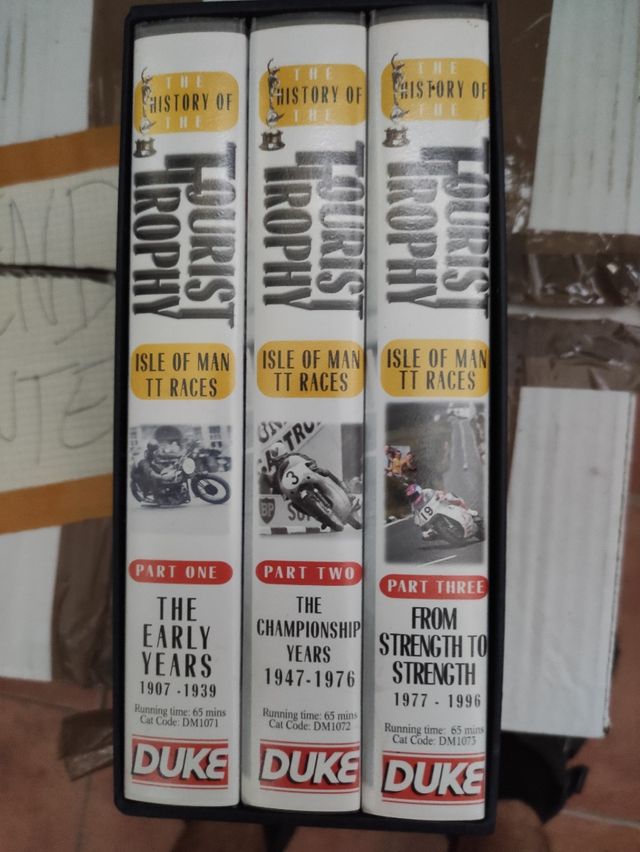 THE
HISTORY OF
THE
TOURIST
TROPHY
ISLE OF MAN
TT RACES
PART ONE
THE
EARLY
YEARS
1907 -1939
Running time: 65 mins
Cat Code: DM1071
DUKE
THE
HISTORY OF
THE
TOURIST
TROPHY
ISLE OF MAN
TT RACES
3
BP
PART TWO
THE
CHAMPIONSHIP
YEARS
1947-1976
Running time: 65 mins
Cat Code: DM1072
DUKE
THE
HISTORY OF
THE
TOURIST
TROPHY
ISLE OF MAN
TT RACES
19
PART THREE
FROM
STRENGTH TO
STRENGTH
1977 - 1996
Running time: 65 mins
Cat Code: DM1073
DUKE